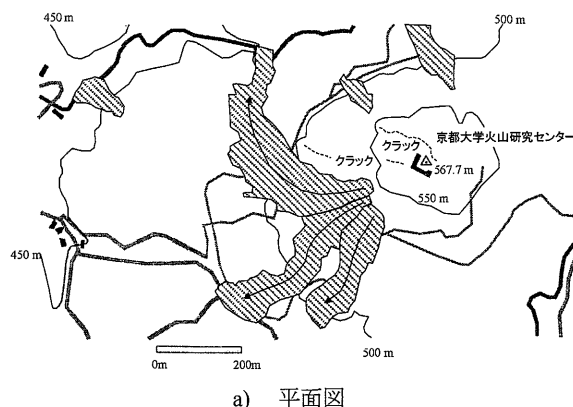 450 m
500 m
京都大学火山研究センター
クラック
クラック
567.7 m
550 m
450 m
0m
200m
500 m
a) 平面図